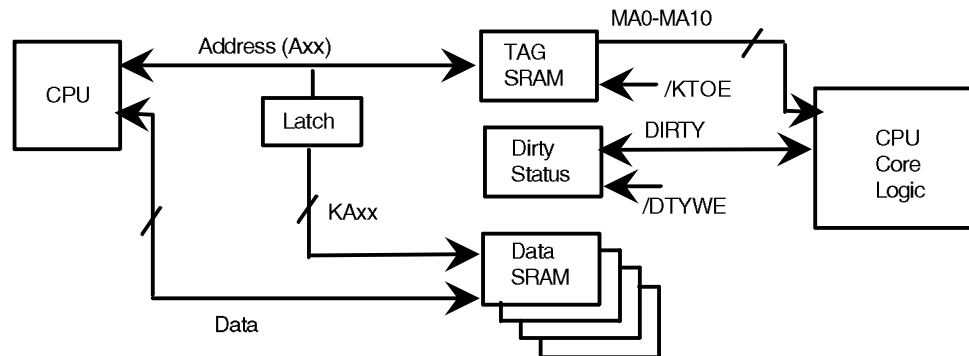 MA0-MA10
Address (Axx)
TAG
SRAM
CPU
/KTOE
Latch
DIRTY
CPU
Core
Logic
Dirty
Status
/DTYWE
KAxx
Data
SRAM
Data